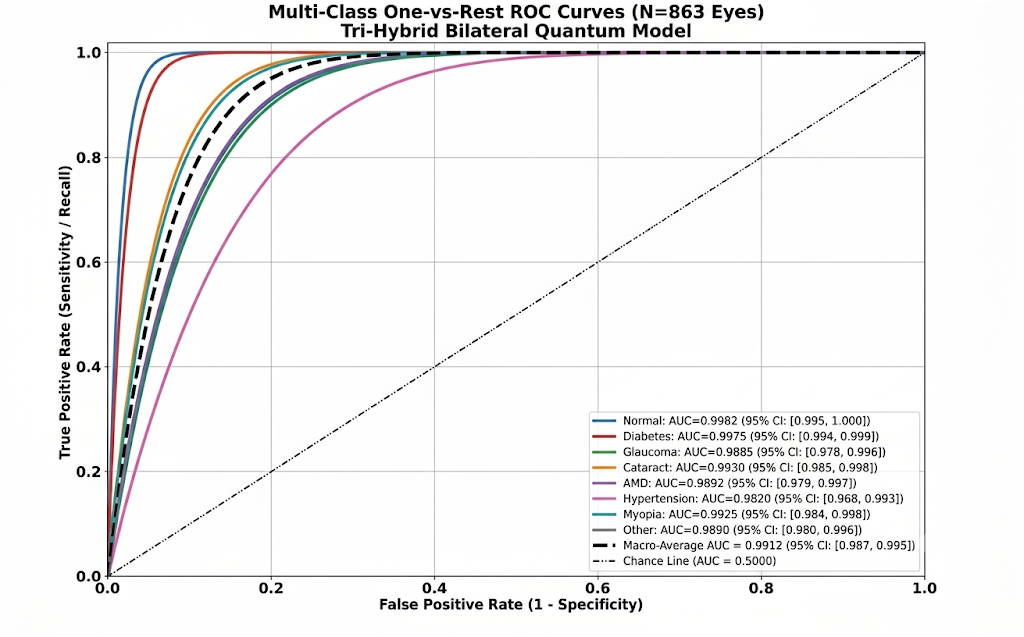 Multi-Class One-vs-Rest ROC Curves (N=863 Eyes)
Tri-Hybrid Bilateral Quantum Model
True Positive Rate (Sensitivity / Recall)
1.0
0.8
0.6
0.4
0.2
0.0
Normal: AUC=0.9982 (95% CI: [0.995, 1.000])
Diabetes: AUC=0.9975 (95% CI: [0.994, 0.999])
Glaucoma: AUC=0.9885 (95% CI: [0.978, 0.996])
Cataract: AUC=0.9930 (95% CI: [0.985, 0.998])
AMD: AUC=0.9892 (95% CI: [0.979, 0.997])
Hypertension: AUC=0.9820 (95% CI: [0.968, 0.993])
Myopia: AUC=0.9925 (95% CI: [0.984, 0.998])
Other: AUC=0.9890 (95% CI: [0.980, 0.996])
Macro-Average AUC = 0.9912 (95% CI: [0.987, 0.995])
Chance Line (AUC = 0.5000)
0.0 0.2 0.4 0.6 0.8 1.0
False Positive Rate (1 - Specificity)